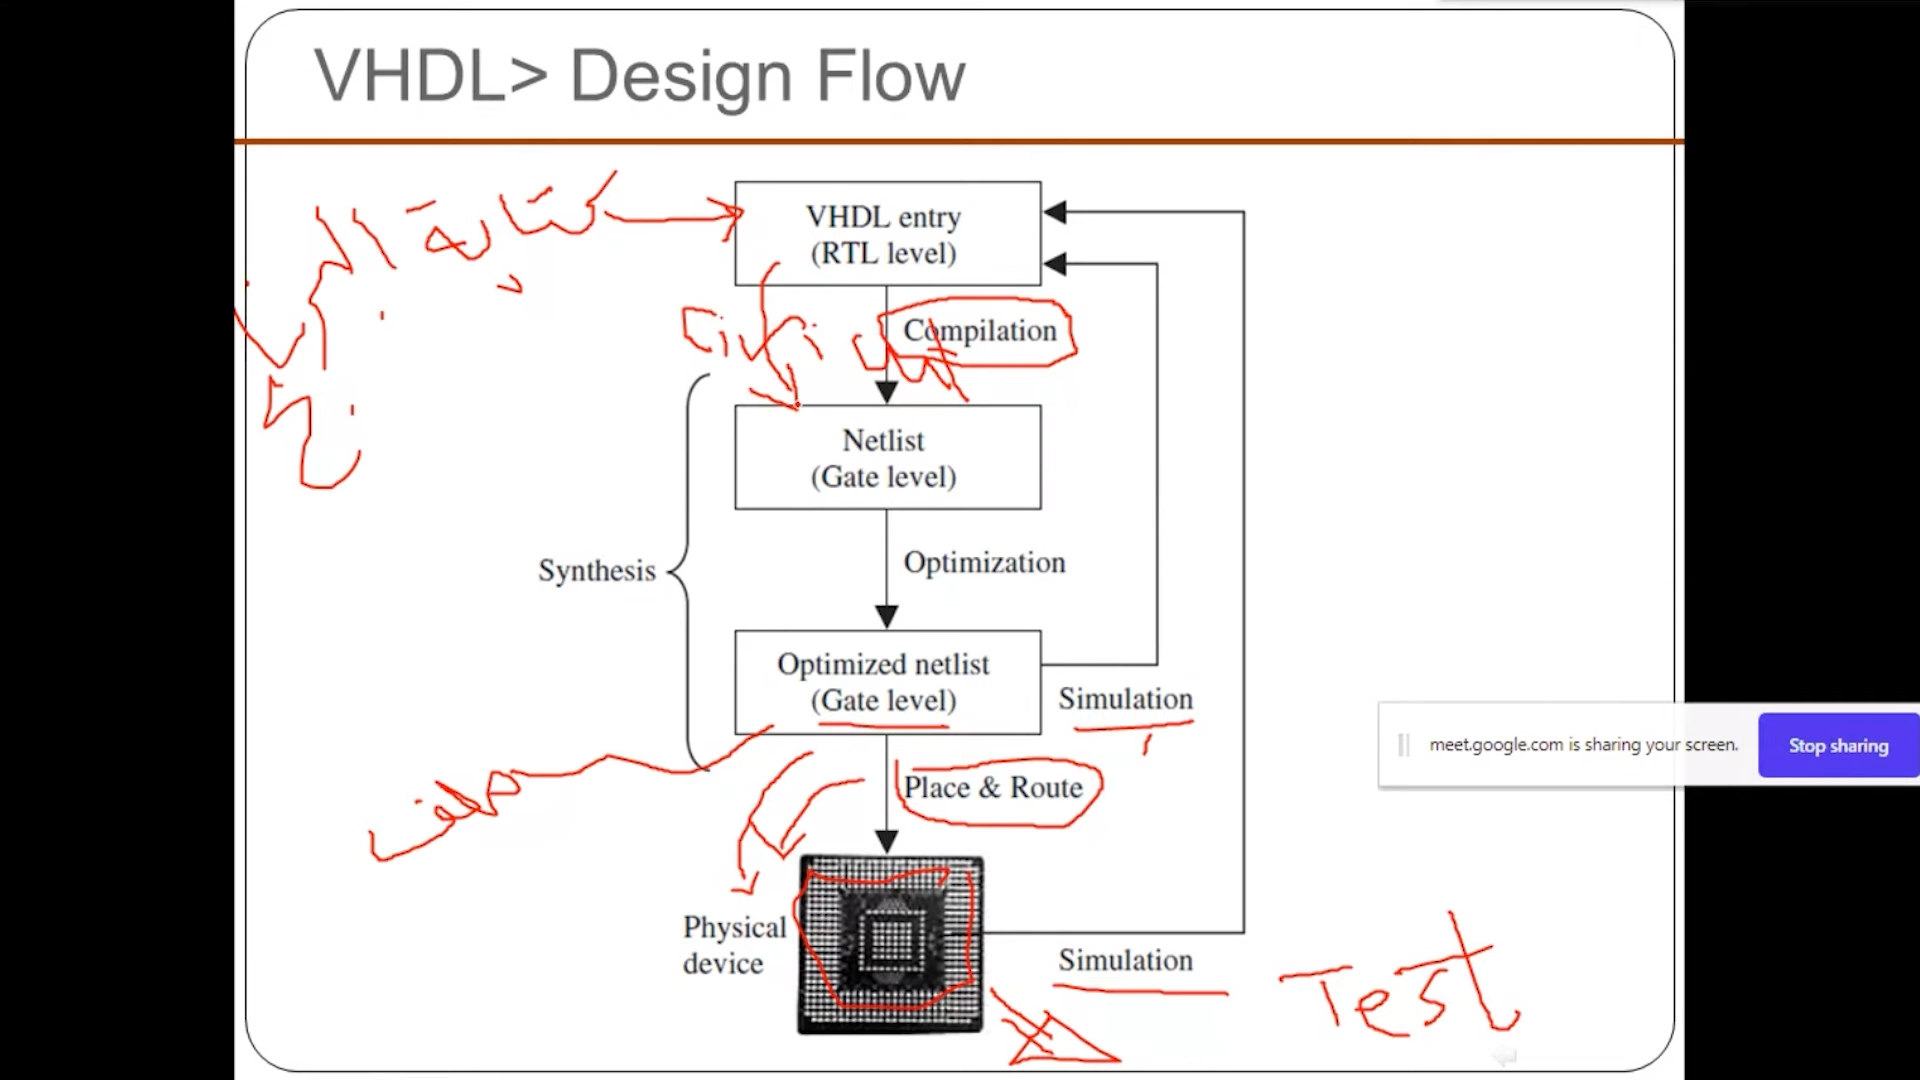 VHDL> Design Flow
VHDL entry
(RTL level)
Compilation
Netlist
(Gate level)
Synthesis
Optimization
Optimized netlist
(Gate level)
Simulation
meet.google.com is sharing your screen.
Stop sharing
Place & Route
Physical
device
Simulation
Test